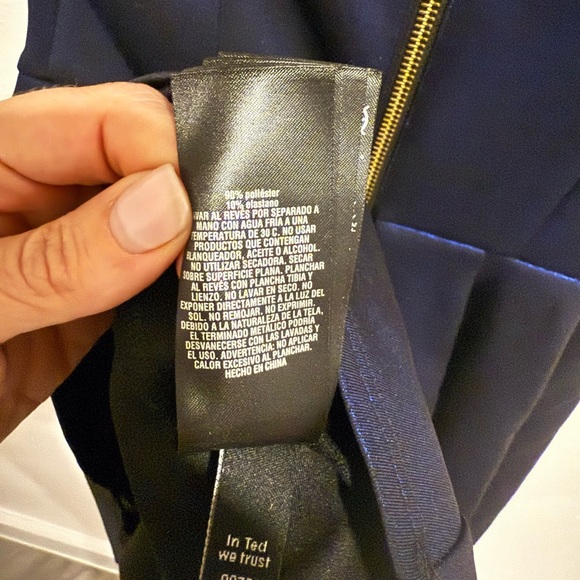 90% poliéster
10% elastano
AVAR AL REVÉS POR SEPARADO A
MANO CON AGUA FRÍA A UNA
TEMPERATURA DE 30 C. NO USAR
PRODUCTOS QUE CONTENGAN
BLANQUEADOR, ACEITE O ALCOHOL.
NO UTILIZAR SECADORA. SECAR
SOBRE SUPERFICIE PLANA. PLANCHAR
AL REVÉS CON PLANCHA TIBIA Y
LIENZO. NO LAVAR EN SECO. NO
EXPONER DIRECTAMENTE A LA LUZ DEL
SOL. NO REMOJAR. NO EXPRIMIR.
DEBIDO A LA NATURALEZA DE LA TELA,
EL TERMINADO METÁLICO PODRÍA
DESVANECERSE CON LAS LAVADAS Y
EL USO. ADVERTENCIA, NO APLICAR
CALOR EXCESIVO AL PLANCHAR.
HECHO EN CHINA
In Ted
we trust